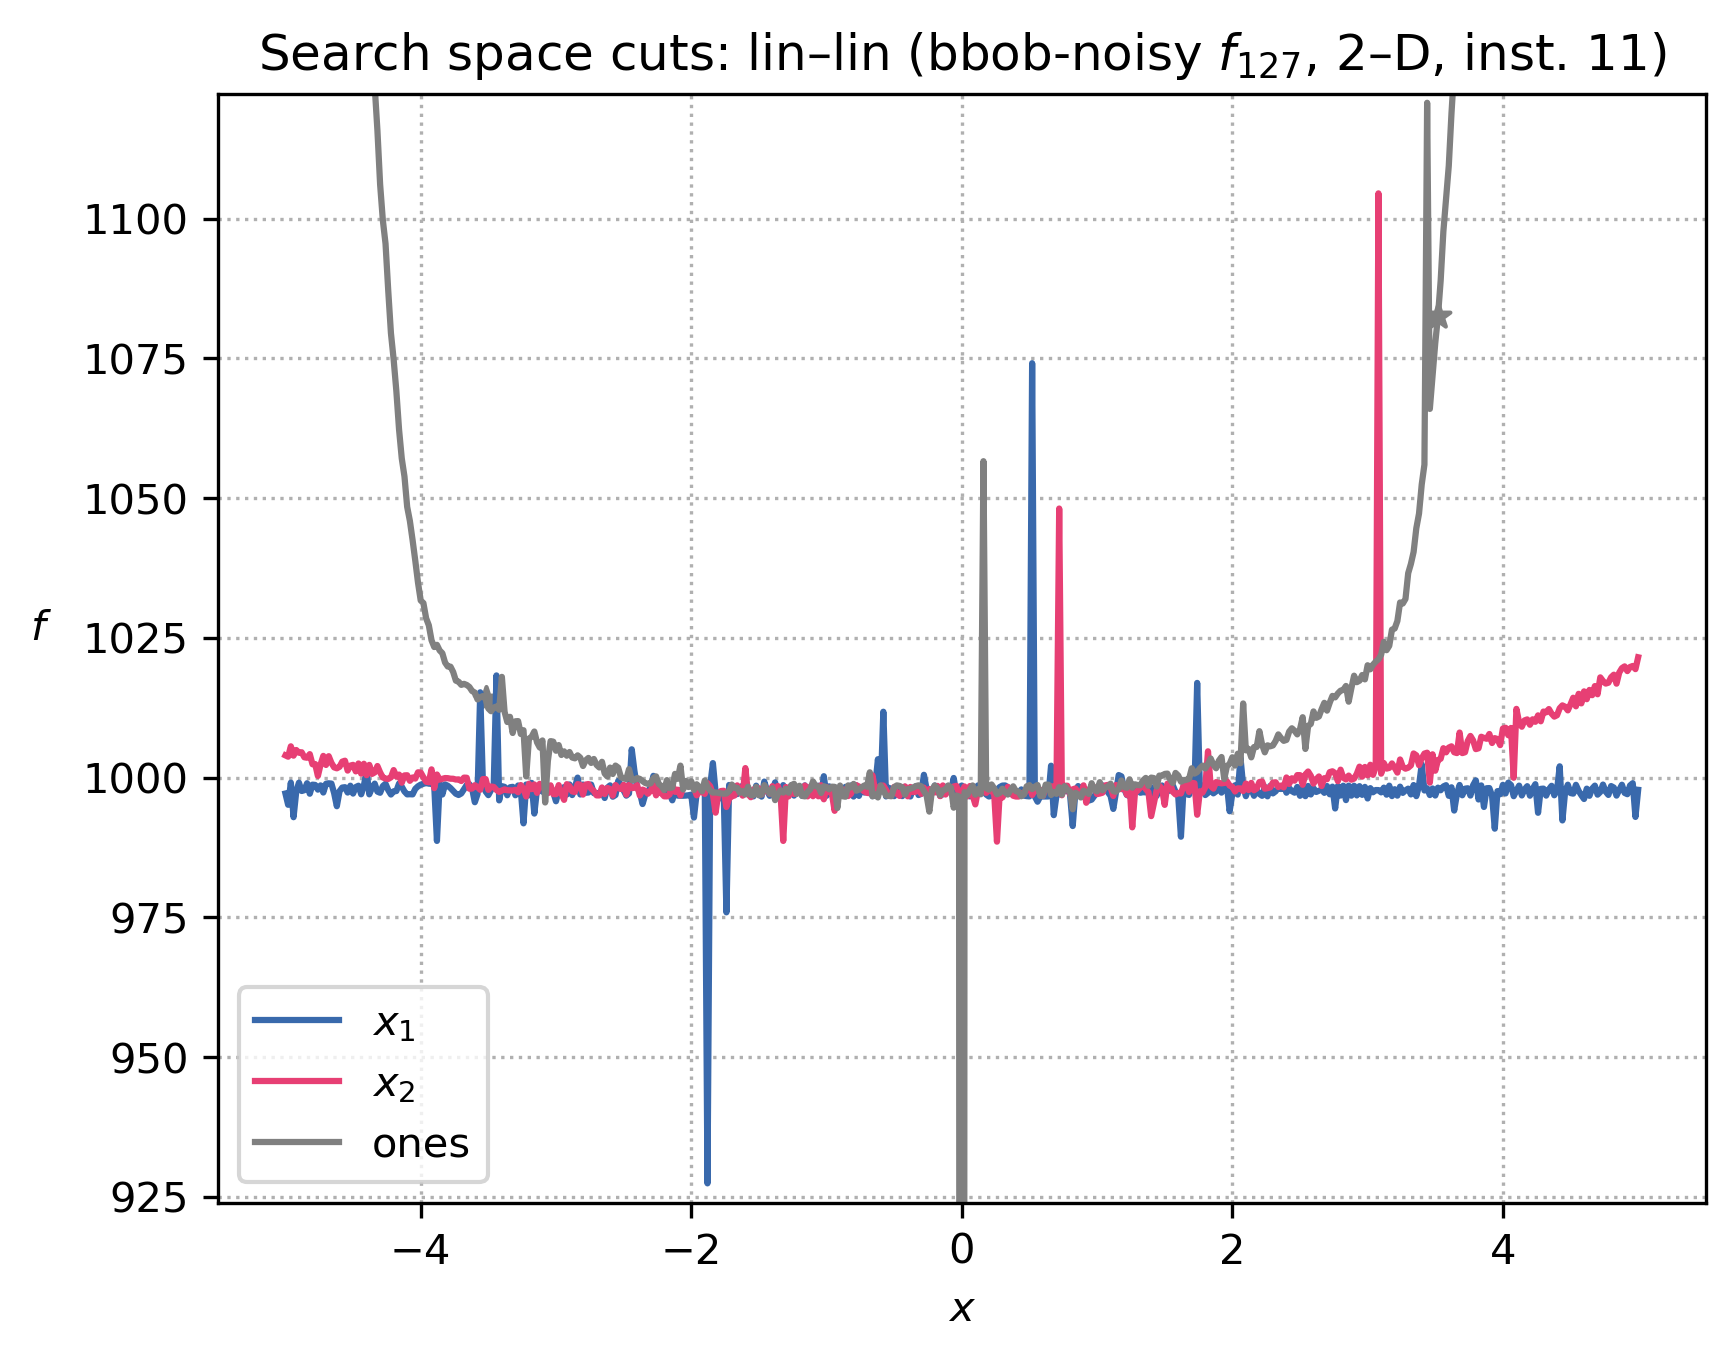 Search space cuts: lin–lin (bbob-noisy f₁₂₇, 2–D, inst. 11)
1100
1075
1050
f
1025
1000
975
950
925
x₁
x₂
ones
−4 −2 0 2 4
x